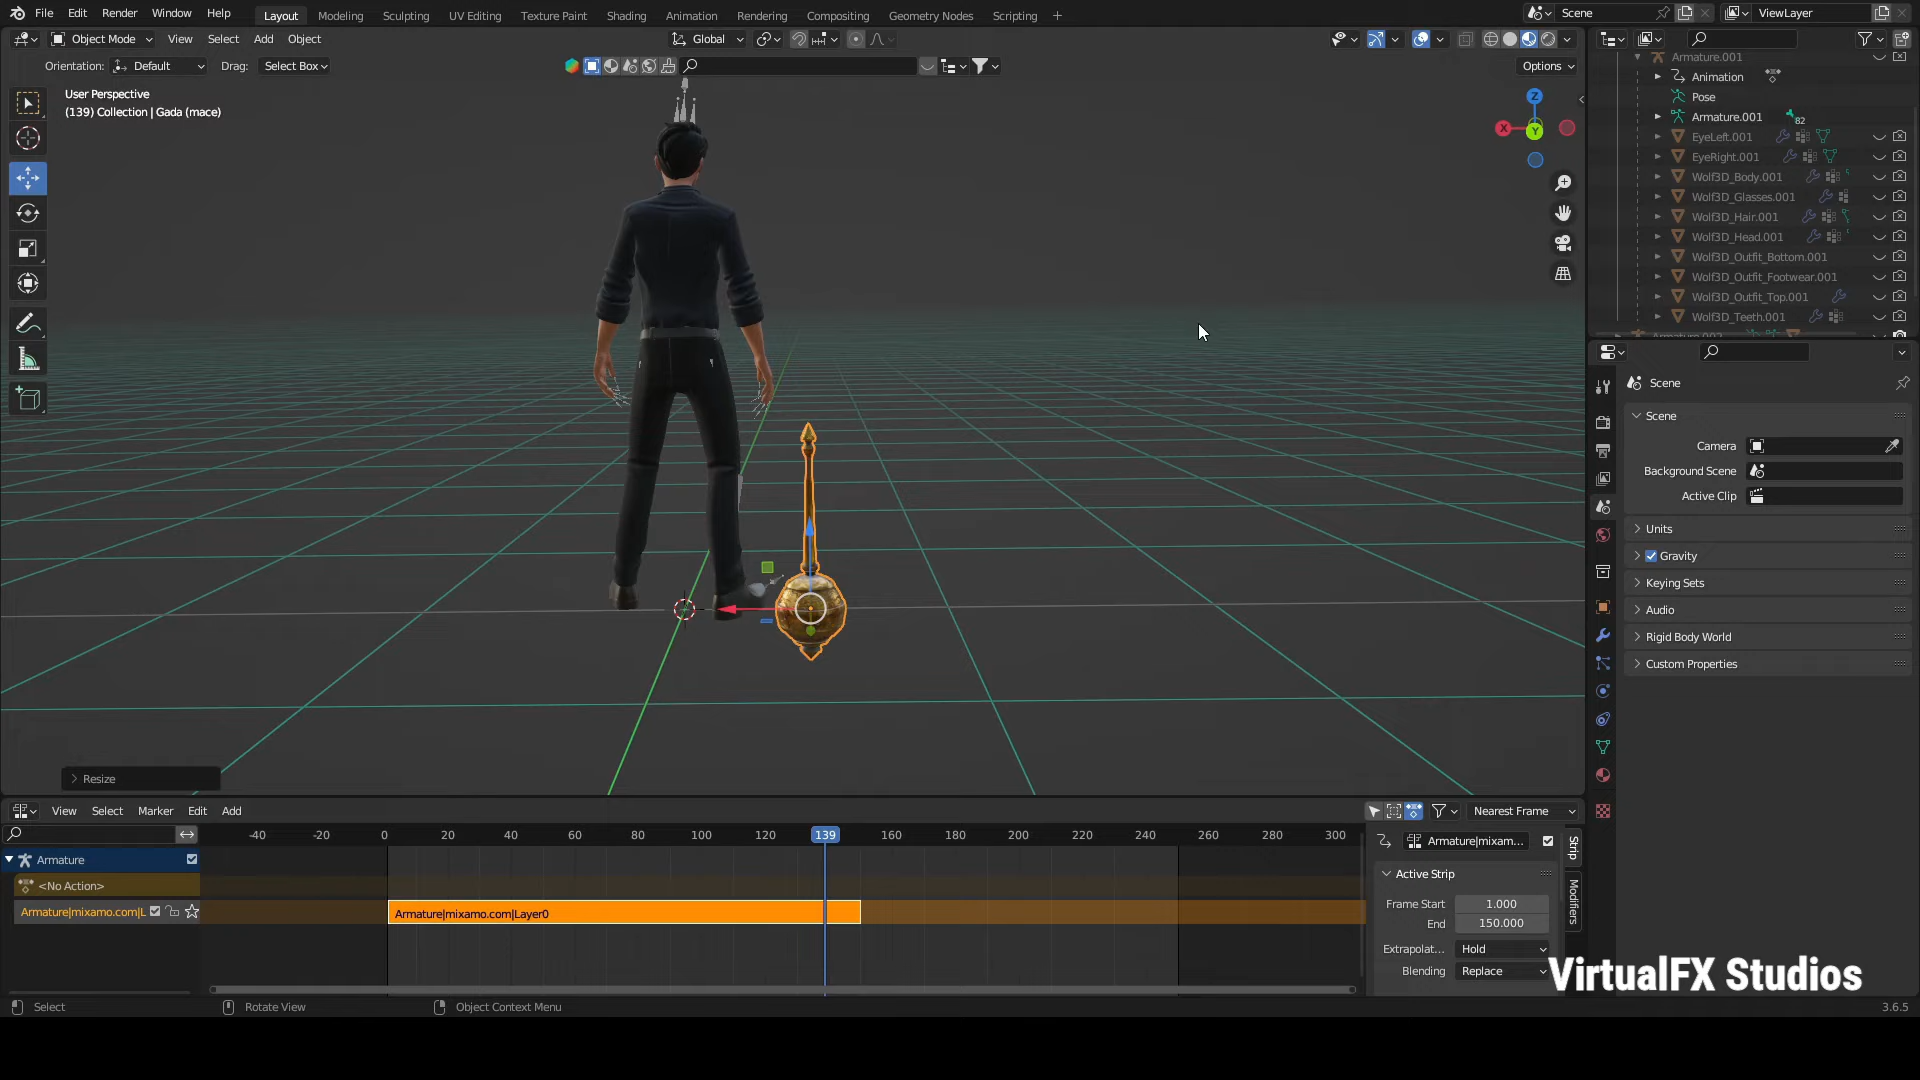 File Edit Render Window Help Layout Modeling Sculpting UV Editing Texture Paint Shading Animation Rendering Compositing Geometry Nodes Scripting + Scene ViewLayer
Object Mode View Select Add Object Global
Orientation: Default Drag: Select Box Options
User Perspective
(139) Collection | Gada (mace)
Z
X
Y
Armature.001
Animation
Pose
Armature.001 82
EyeLeft.001
EyeRight.001
Wolf3D_Body.001
Wolf3D_Glasses.001
Wolf3D_Hair.001
Wolf3D_Head.001
Wolf3D_Outfit_Bottom.001
Wolf3D_Outfit_Footwear.001
Wolf3D_Outfit_Top.001
Wolf3D_Teeth.001
Scene
Scene
Camera
Background Scene
Active Clip
Units
Gravity
Keying Sets
Audio
Rigid Body World
Custom Properties
Resize
View Select Marker Edit Add Nearest Frame
-40 -20 0 20 40 60 80 100 120 139 160 180 200 220 240 260 280 300
Armature
<No Action>
Armature|mixamo.com|L
Armature|mixamo.com|Layer0
Armature|mixam...
Active Strip
Frame Start 1.000
End 150.000
Extrapolat... Hold
Blending Replace
Strip
Modifiers
VirtualFX Studios
Select Rotate View Object Context Menu 3.6.5